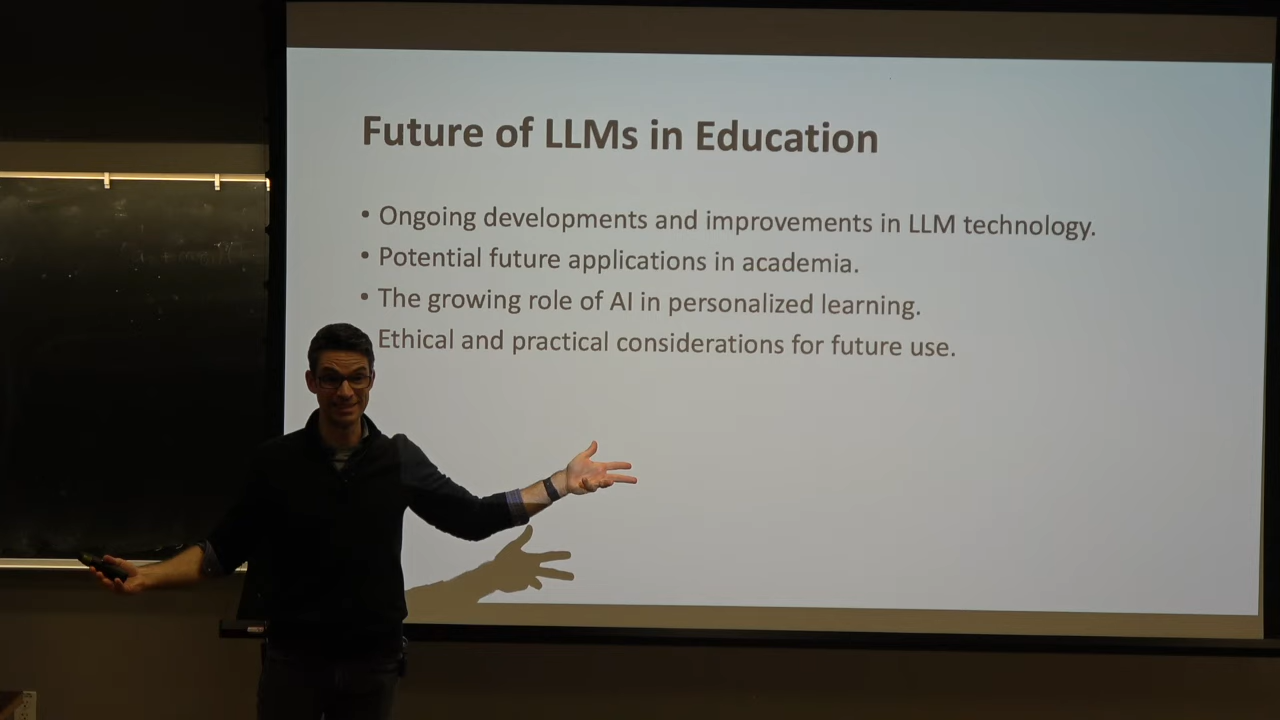 Future of LLMs in Education
• Ongoing developments and improvements in LLM technology.
• Potential future applications in academia.
• The growing role of AI in personalized learning.
Ethical and practical considerations for future use.